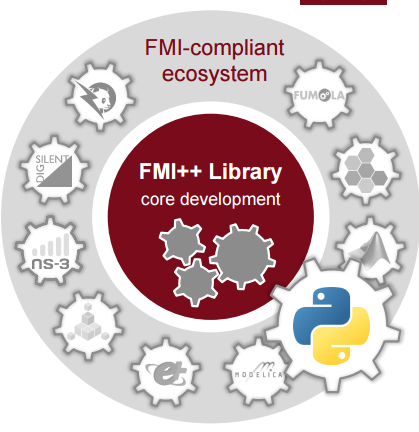 FMI-compliant
ecosystem
FUMOLA
DIG
SILENT
FMI++ Library
core development
ns-3
e+
MODELICA